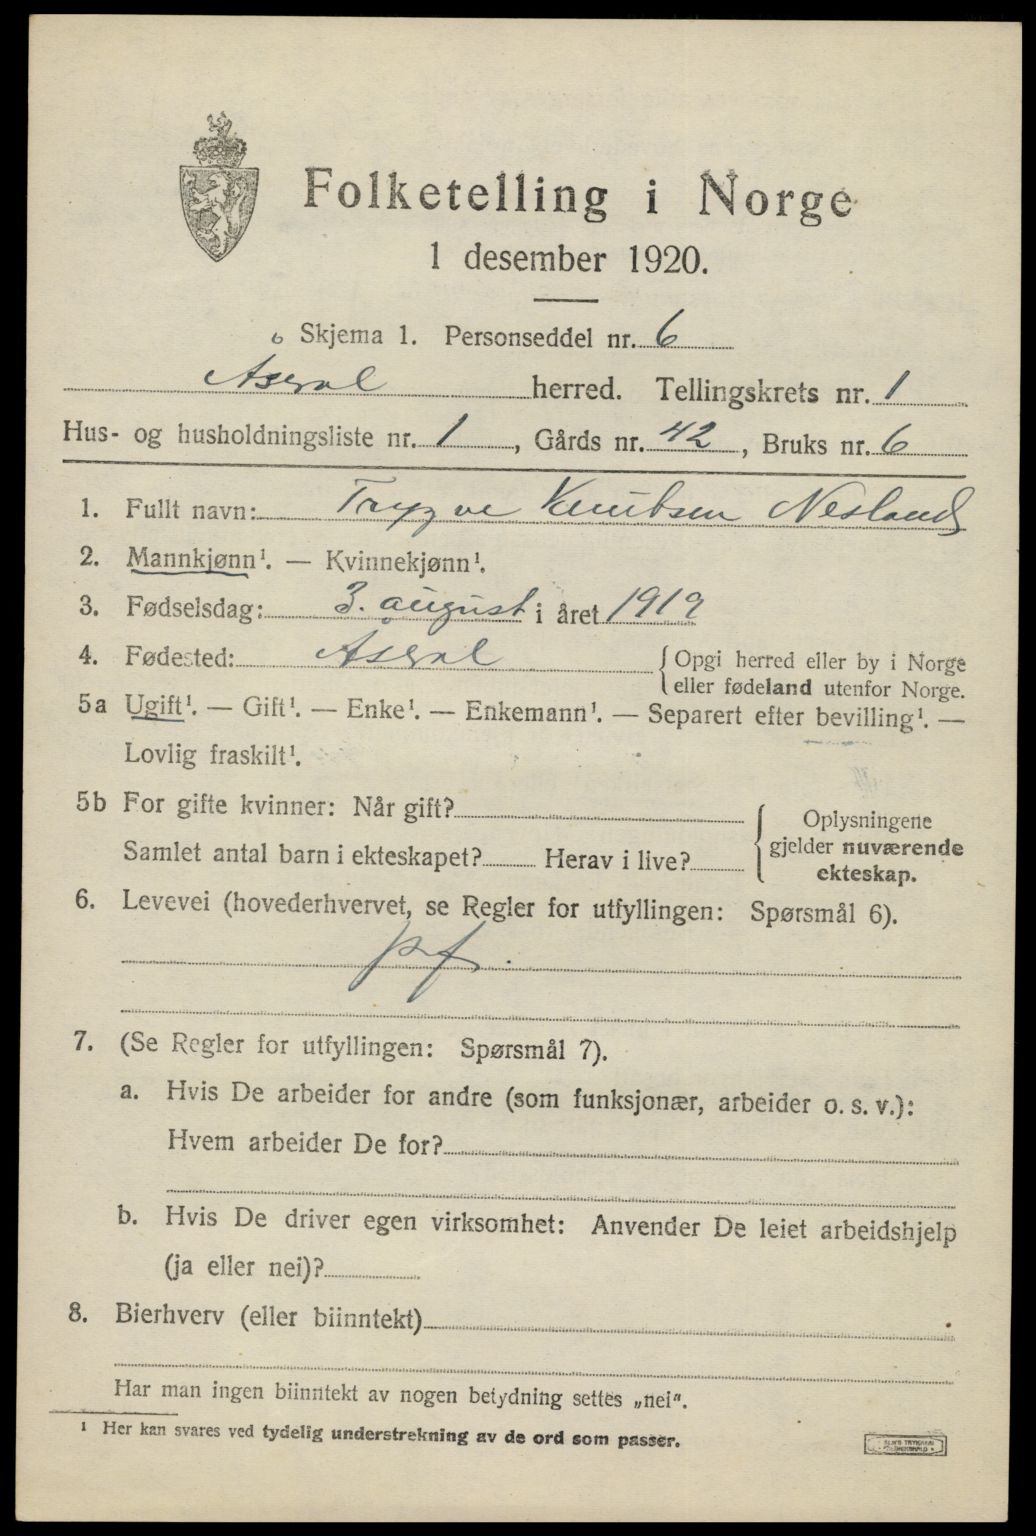 Folketelling i Norge
1 desember 1920.
6 Skjema 1. Personseddel nr. 6
Åseral herred. Tellingskrets nr. 1
Hus- og husholdningsliste nr. 1, Gårds nr. 42, Bruks nr. 6
1. Fullt navn: Trygve Knutsen Nesland
2. Mannkjønn¹. — Kvinnekjønn¹.
3. Fødselsdag: 3. august i året 1919
4. Fødested: Åseral { Opgi herred eller by i Norge
eller fødeland utenfor Norge.
5a Ugift¹. — Gift¹. — Enke¹. — Enkemann¹. — Separert efter bevilling¹. —
Lovlig fraskilt¹.
5b For gifte kvinner: Når gift?
Samlet antal barn i ekteskapet? Herav i live?
{ Oplysningene
gjelder nuværende
ekteskap.
6. Levevei (hovederhvervet, se Regler for utfyllingen: Spørsmål 6).
pf.
7. (Se Regler for utfyllingen: Spørsmål 7).
a. Hvis De arbeider for andre (som funksjonær, arbeider o. s. v.):
Hvem arbeider De for?
b. Hvis De driver egen virksomhet: Anvender De leiet arbeidshjelp
(ja eller nei)?
8. Bierhverv (eller biinntekt)
Har man ingen biinntekt av nogen betydning settes „nei".
¹ Her kan svares ved tydelig understrekning av de ord som passer.